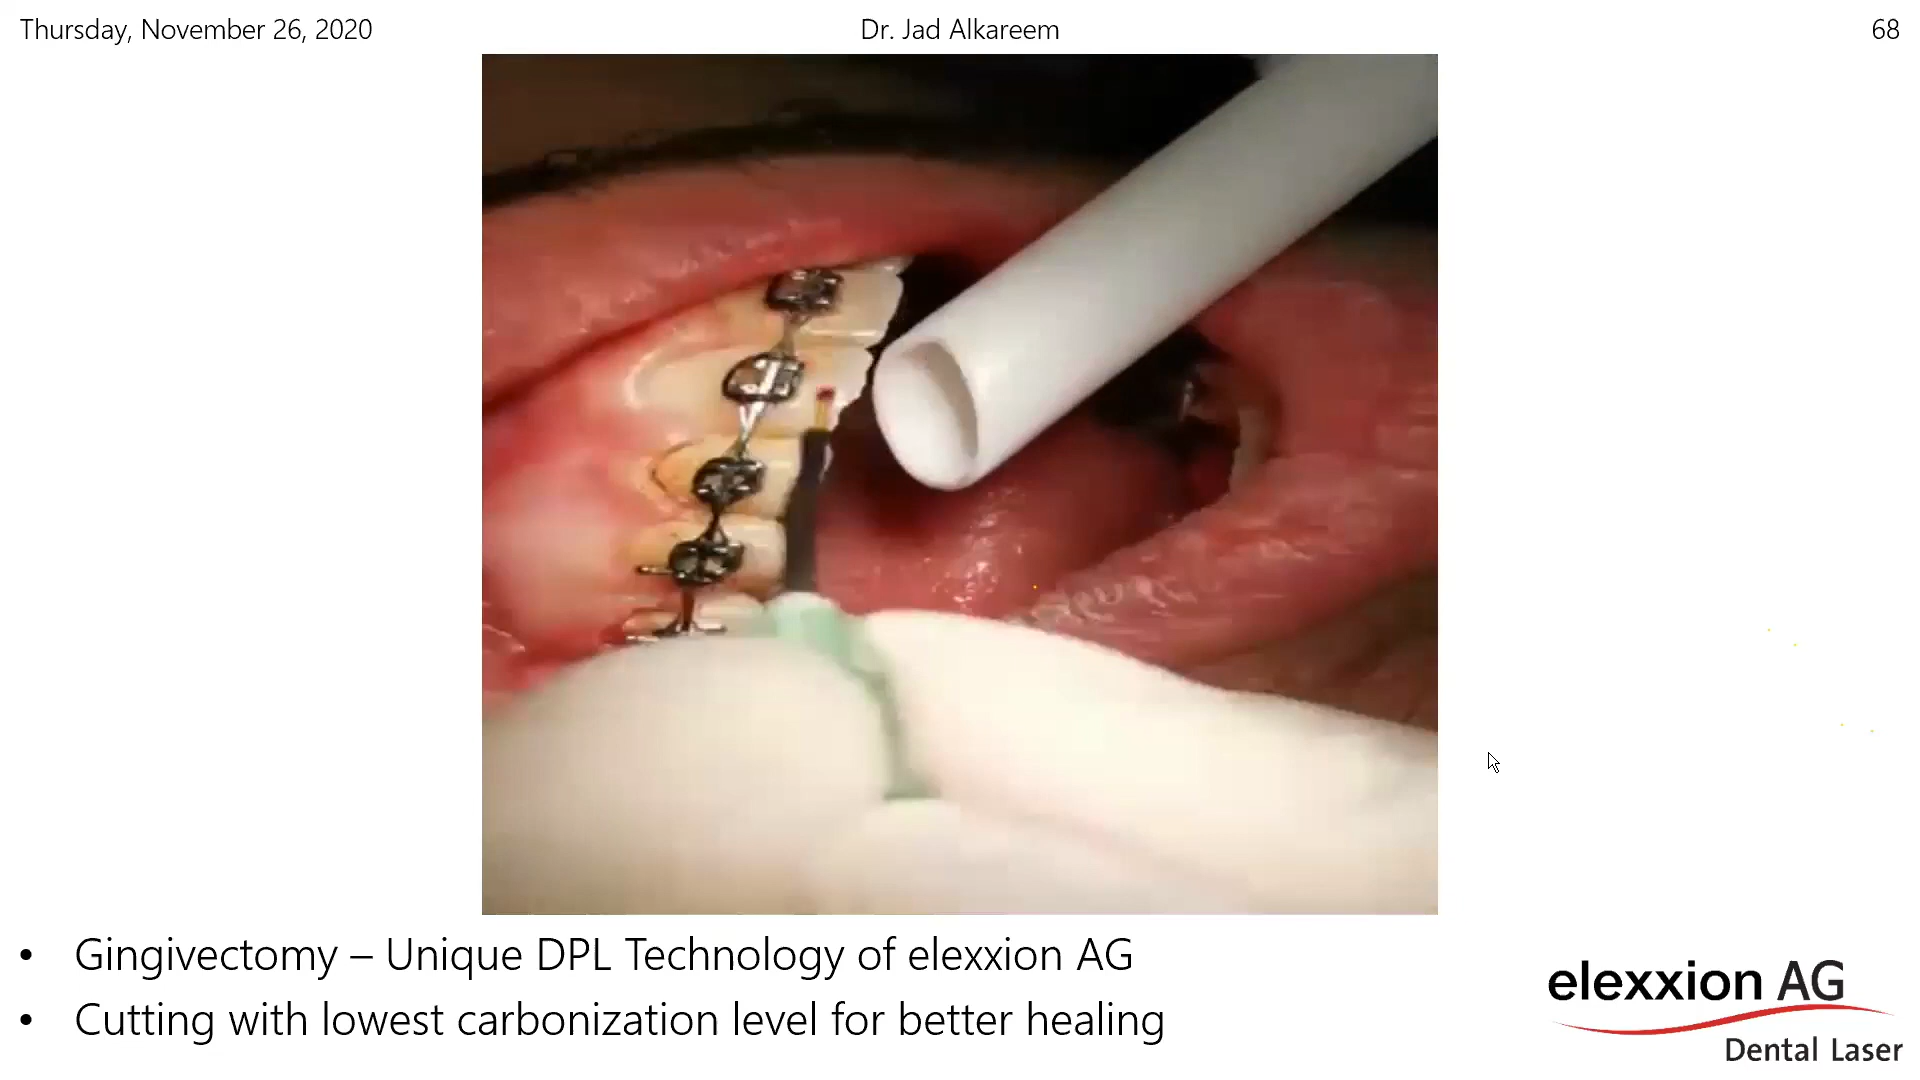 Thursday, November 26, 2020
Dr. Jad Alkareem
68
• Gingivectomy – Unique DPL Technology of elexxion AG
• Cutting with lowest carbonization level for better healing
elexxion AG
Dental Laser